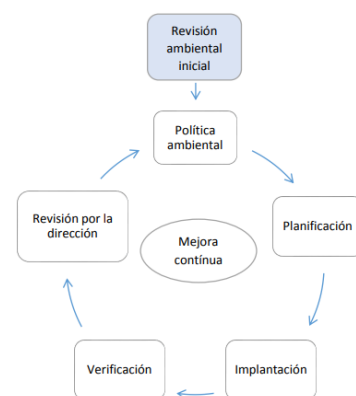 Revisión
ambiental
inicial
Política
ambiental
Revisión por la
dirección
Planificación
Mejora
contínua
Verificación
Implantación